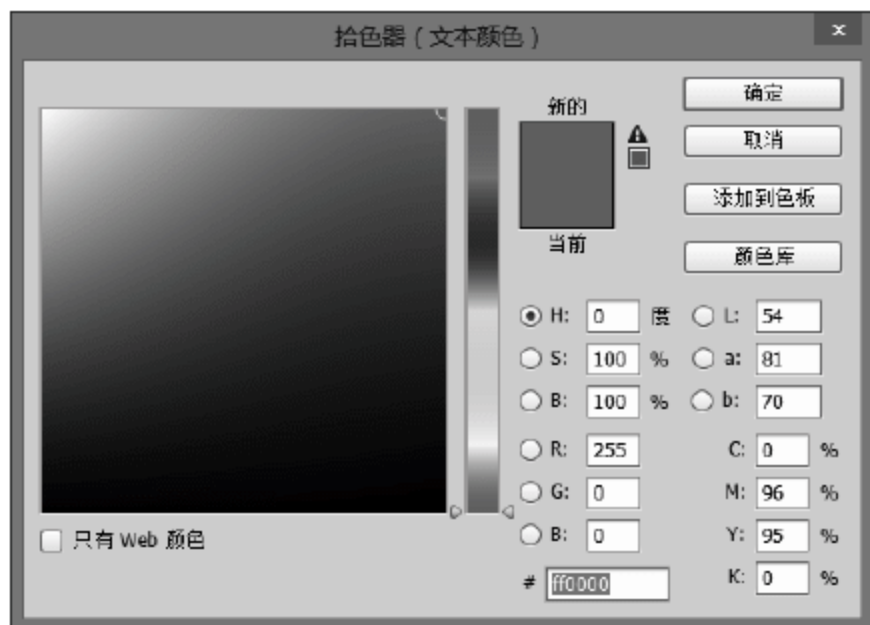 拾色器（文本颜色）
x
新的
当前
确定
取消
添加到色板
颜色库
H: 0 度
S: 100 %
B: 100 %
R: 255
G: 0
B: 0
# ff0000
L: 54
a: 81
b: 70
C: 0 %
M: 96 %
Y: 95 %
K: 0 %
只有 Web 颜色